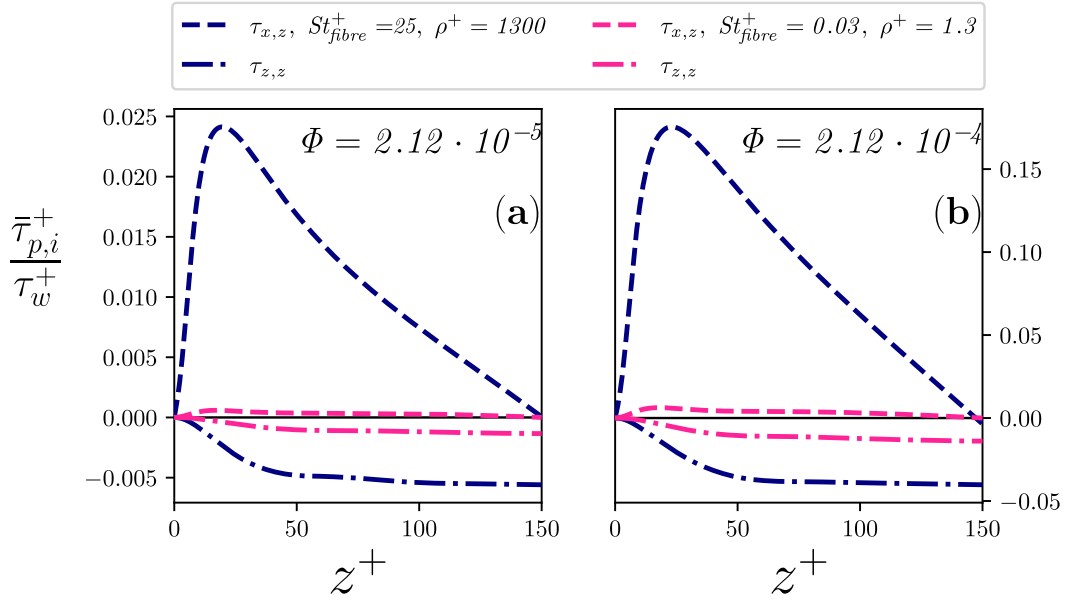 τx,z, St+fibre =25, ρ+ = 1300
τx,z, St+fibre = 0.03, ρ+ = 1.3
τz,z
τz,z
Φ = 2.12 · 10−5
Φ = 2.12 · 10−4
(a)
(b)
τ̄+p,i
τ+w
0.025
0.020
0.015
0.010
0.005
0.000
−0.005
0.15
0.10
0.05
0.00
−0.05
0 50 100 150
0 50 100 150
z+
z+